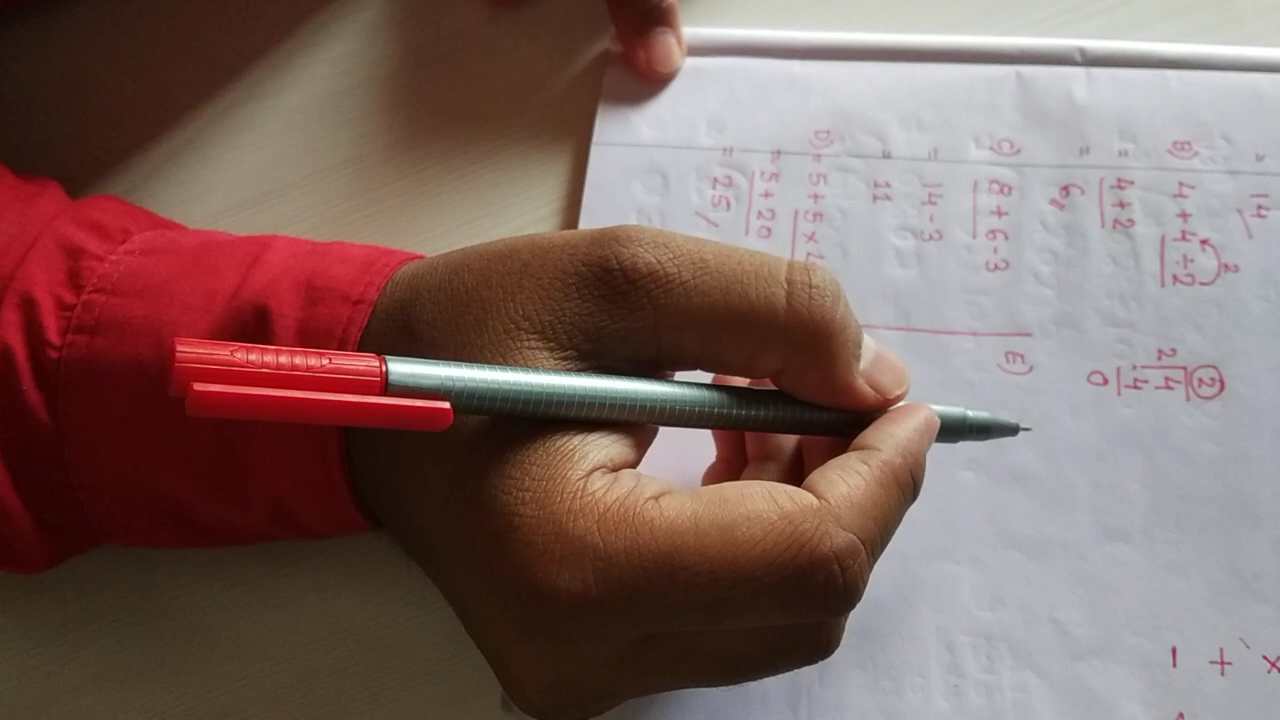 = 14
B) 4 + 4 ÷ 2
2
= 4 + 2
= 6
C) 8 + 6 - 3
= 14 - 3
= 11
D) = 5 + 5 ×
= 5 + 20
= 25
2
2 4
- 4
0
E)
×
+
-